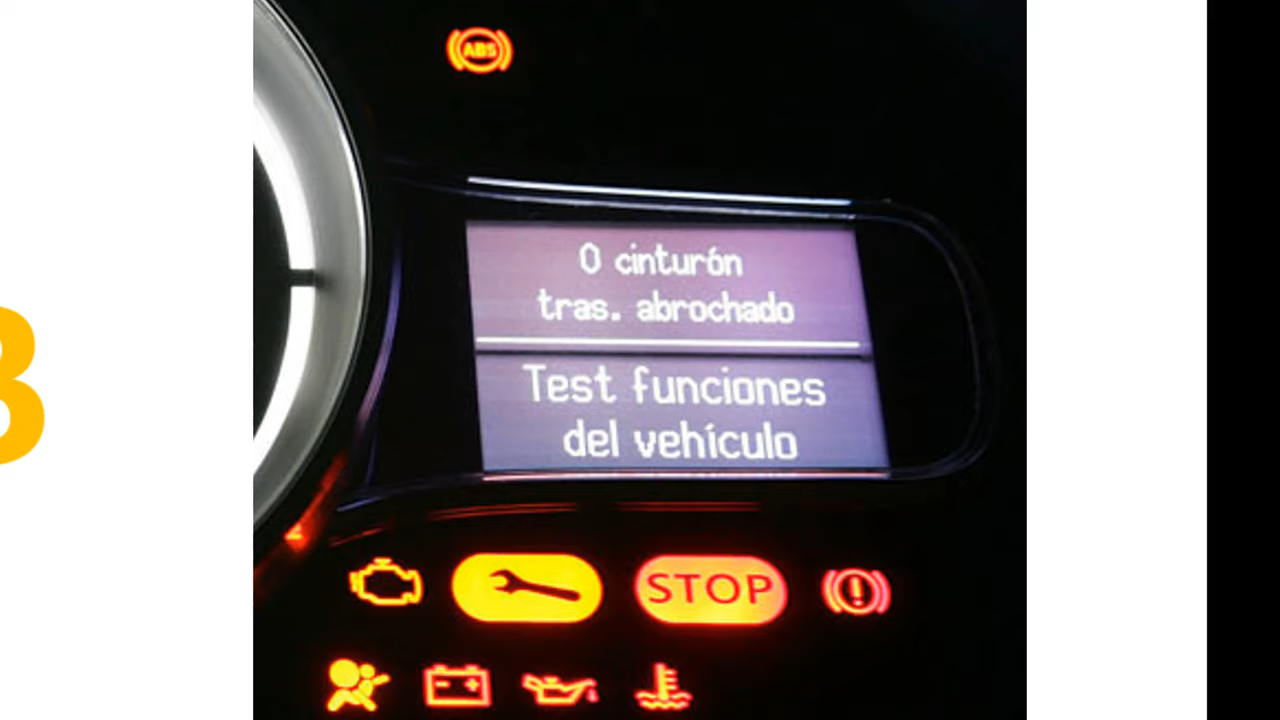 ABS
0 cinturón
tras. abrochado
Test funciones
del vehículo
STOP